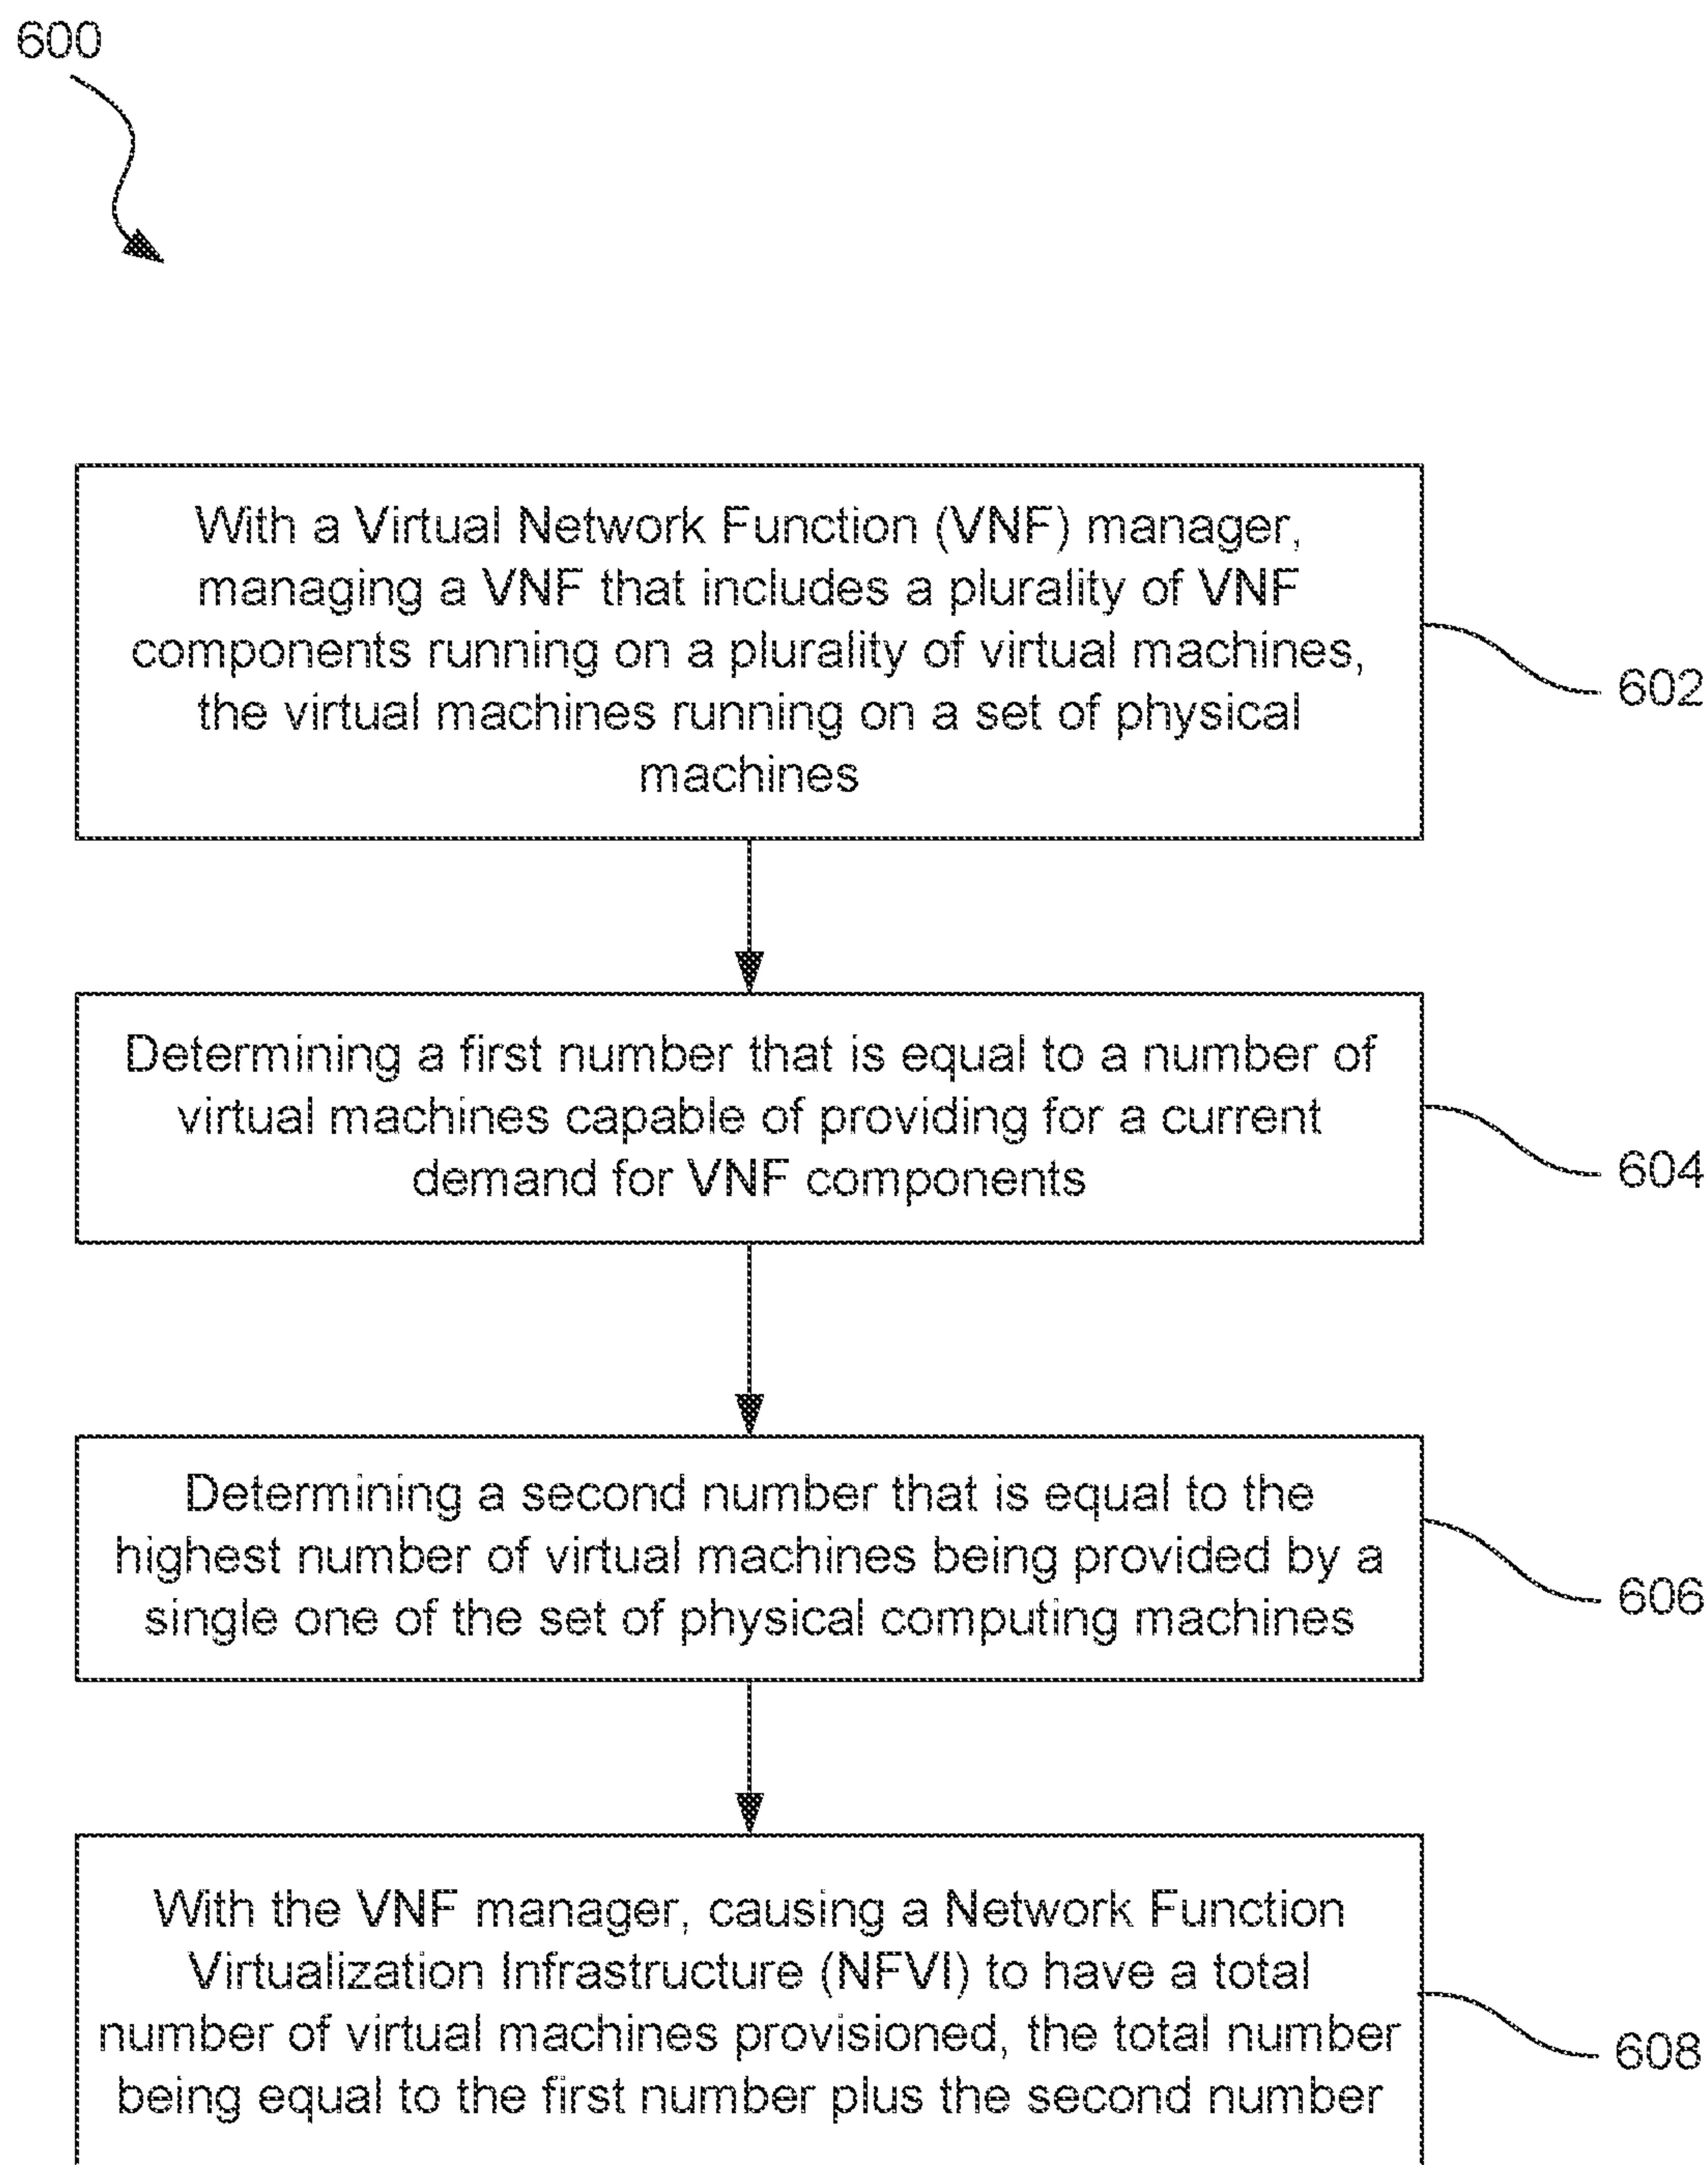 600
With a Virtual Network Function (VNF) manager,
managing a VNF that includes a plurality of VNF
components running on a plurality of virtual machines,
the virtual machines running on a set of physical
machines
602
Determining a first number that is equal to a number of
virtual machines capable of providing for a current
demand for VNF components
604
Determining a second number that is equal to the
highest number of virtual machines being provided by a
single one of the set of physical computing machines
606
With the VNF manager, causing a Network Function
Virtualization Infrastructure (NFVI) to have a total
number of virtual machines provisioned, the total number
being equal to the first number plus the second number
608